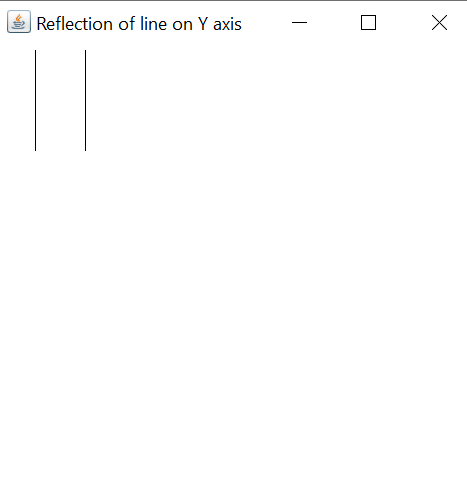 Reflection of line on Y axis